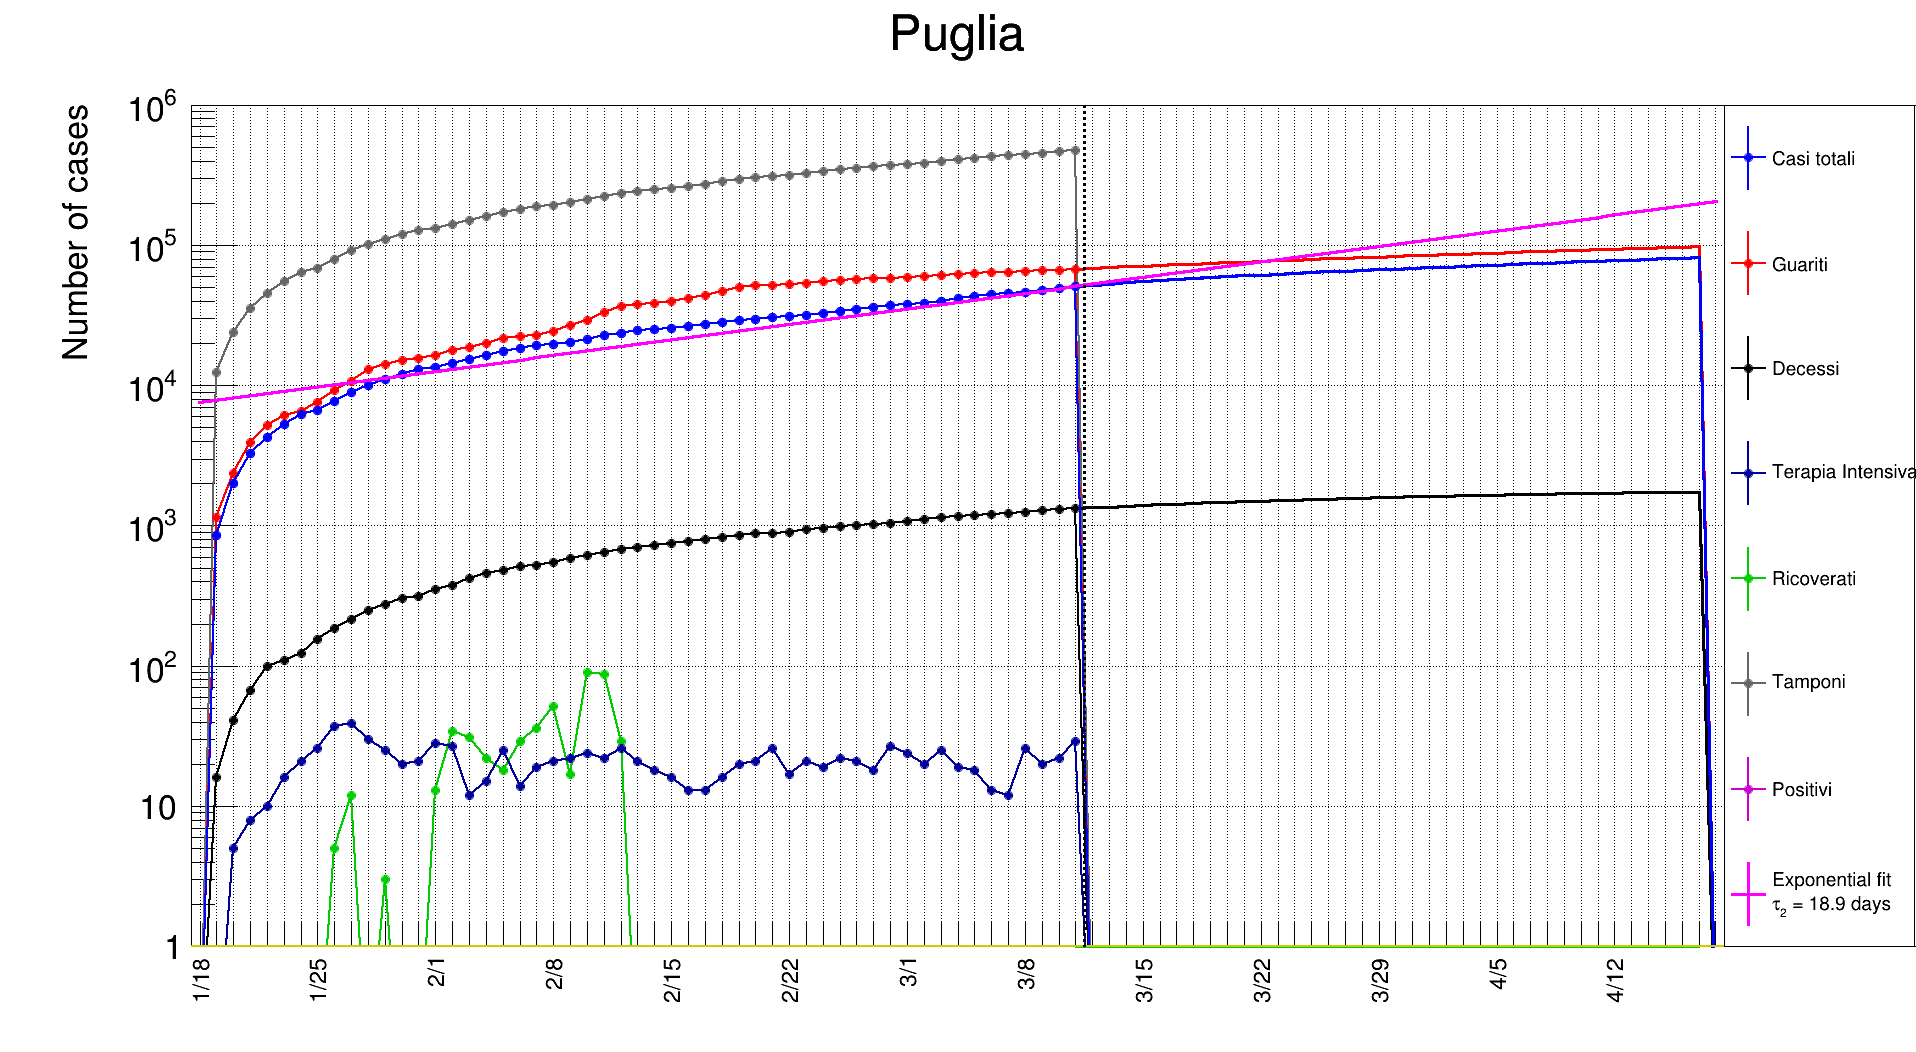 Puglia
Number of cases
10^6
10^5
10^4
10^3
10^2
10
1
1/18
1/25
2/1
2/8
2/15
2/22
3/1
3/8
3/15
3/22
3/29
4/5
4/12
Casi totali
Guariti
Decessi
Terapia Intensiva
Ricoverati
Tamponi
Positivi
Exponential fit
τ₂ = 18.9 days